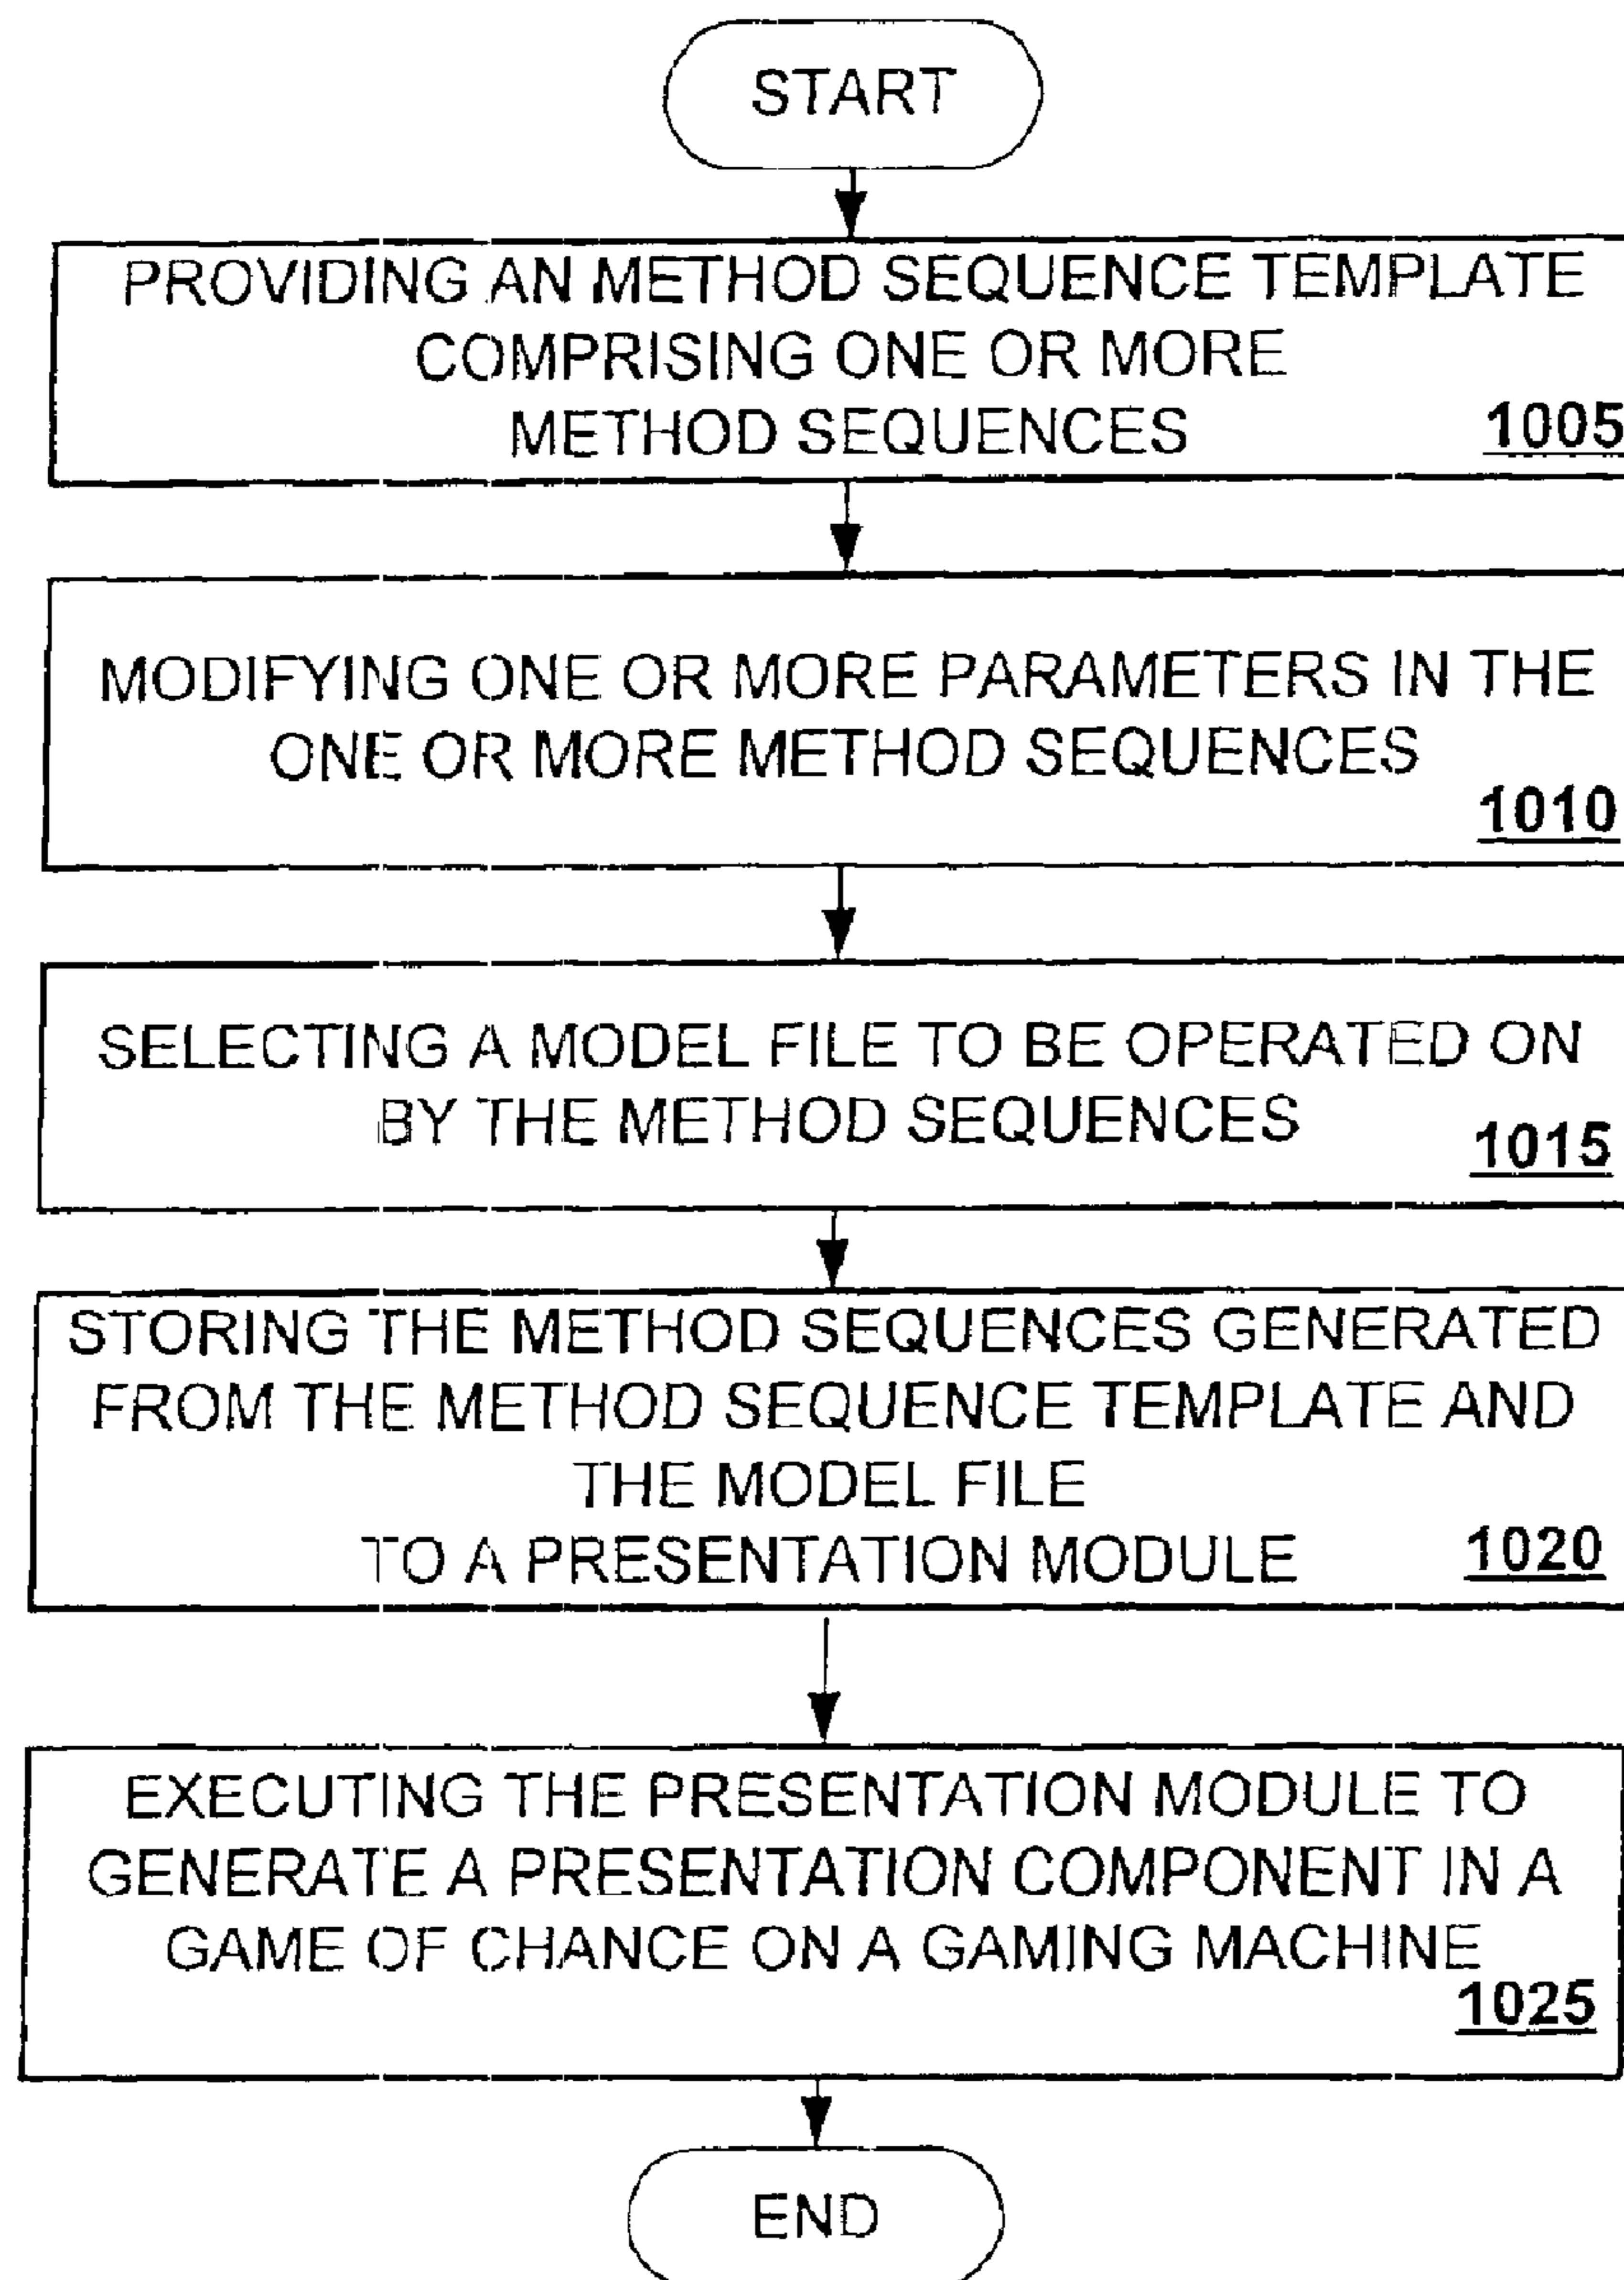 START
PROVIDING AN METHOD SEQUENCE TEMPLATE
COMPRISING ONE OR MORE
METHOD SEQUENCES
1005
MODIFYING ONE OR MORE PARAMETERS IN THE
ONE OR MORE METHOD SEQUENCES
1010
SELECTING A MODEL FILE TO BE OPERATED ON
BY THE METHOD SEQUENCES
1015
STORING THE METHOD SEQUENCES GENERATED
FROM THE METHOD SEQUENCE TEMPLATE AND
THE MODEL FILE
TO A PRESENTATION MODULE
1020
EXECUTING THE PRESENTATION MODULE TO
GENERATE A PRESENTATION COMPONENT IN A
GAME OF CHANCE ON A GAMING MACHINE
1025
END